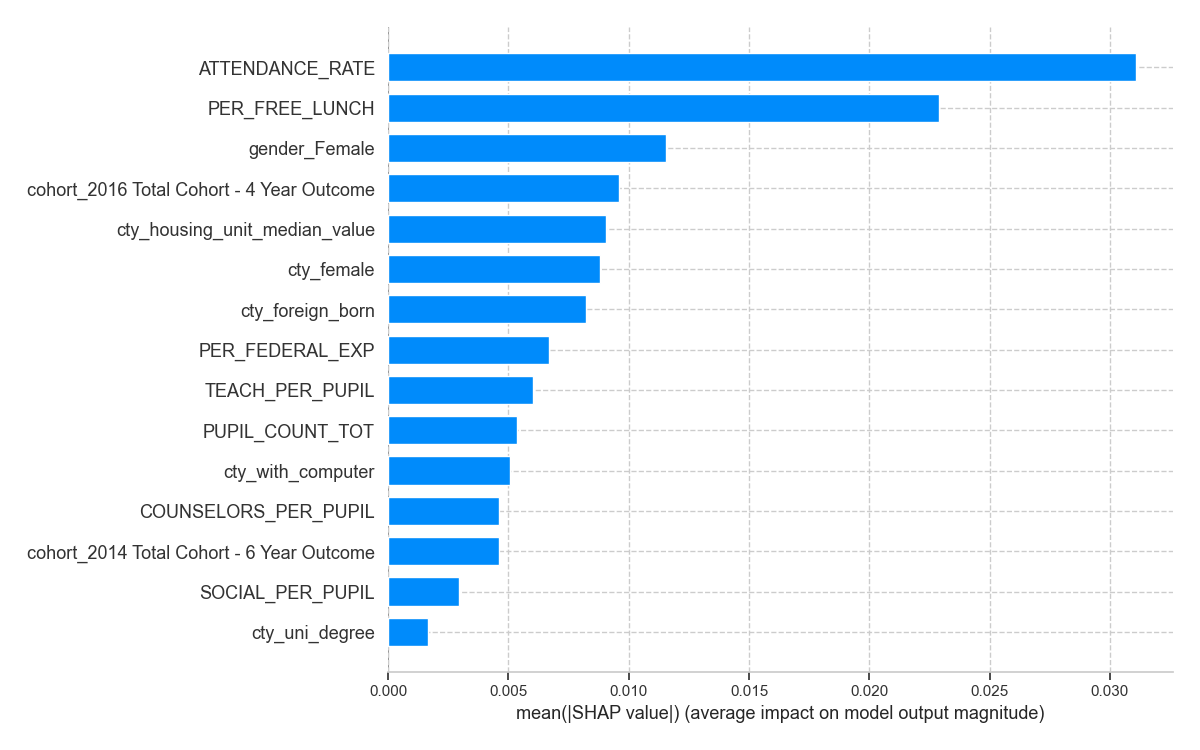 ATTENDANCE_RATE
PER_FREE_LUNCH
gender_Female
cohort_2016 Total Cohort - 4 Year Outcome
cty_housing_unit_median_value
cty_female
cty_foreign_born
PER_FEDERAL_EXP
TEACH_PER_PUPIL
PUPIL_COUNT_TOT
cty_with_computer
COUNSELORS_PER_PUPIL
cohort_2014 Total Cohort - 6 Year Outcome
SOCIAL_PER_PUPIL
cty_uni_degree
0.000 0.005 0.010 0.015 0.020 0.025 0.030
mean(|SHAP value|) (average impact on model output magnitude)